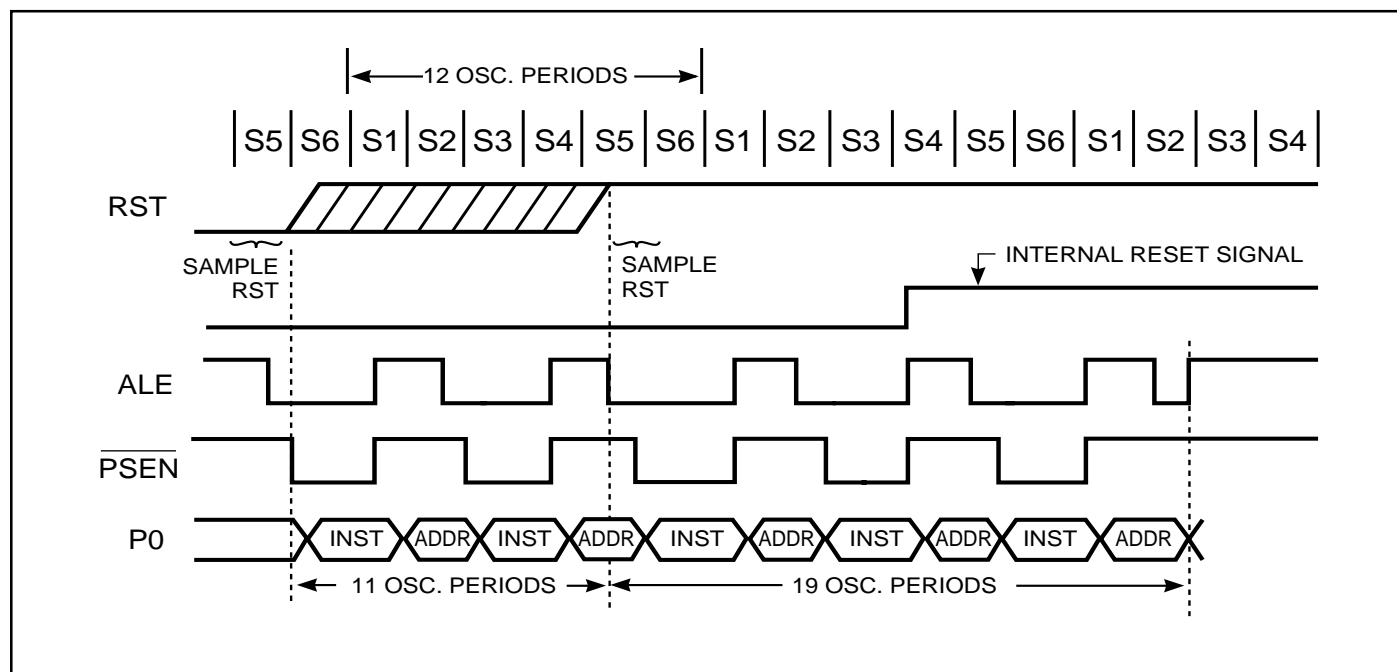 12 OSC. PERIODS
S5 S6 S1 S2 S3 S4 S5 S6 S1 S2 S3 S4 S5 S6 S1 S2 S3 S4
RST
SAMPLE
RST
SAMPLE
RST
INTERNAL RESET SIGNAL
ALE
PSEN
P0
INST ADDR INST ADDR INST ADDR INST ADDR INST ADDR
11 OSC. PERIODS
19 OSC. PERIODS